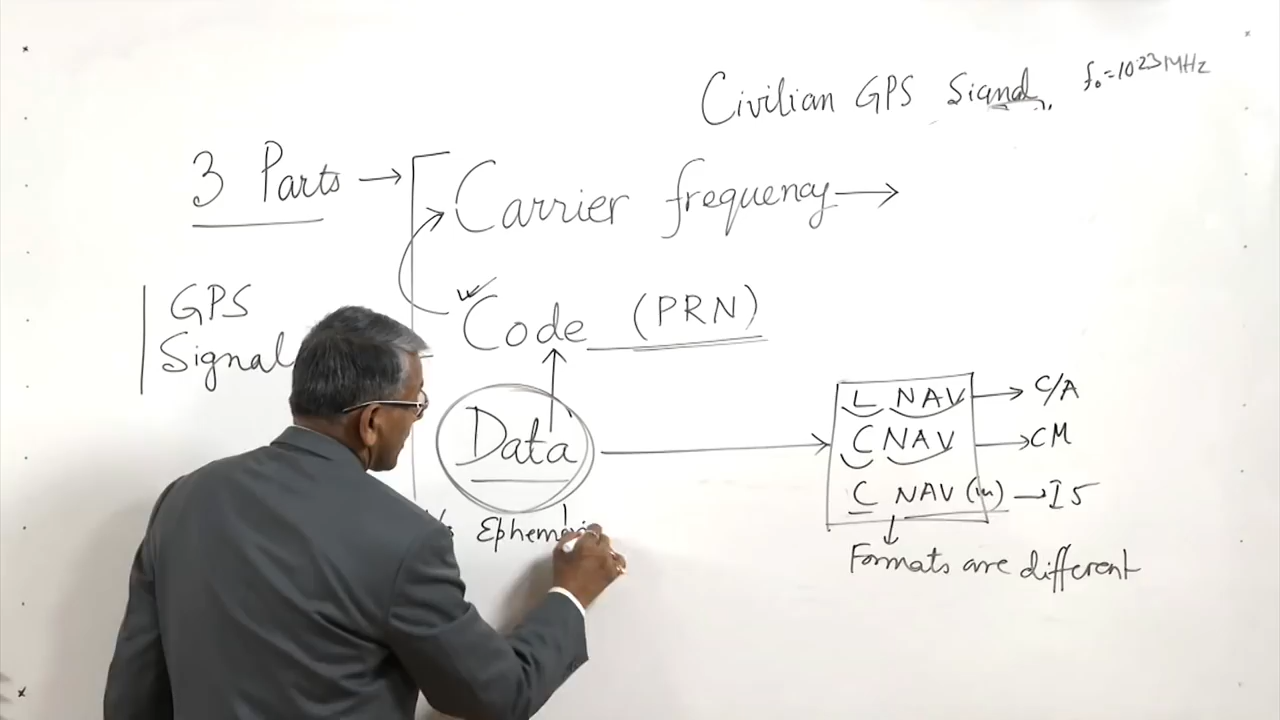 Civilian GPS Signal
f₀=10.23MHz
3 Parts → Carrier frequency →
GPS
Signal
Code (PRN)
Data →
L NAV → C/A
C NAV → CM
C NAV (in) → I5
Formats are different